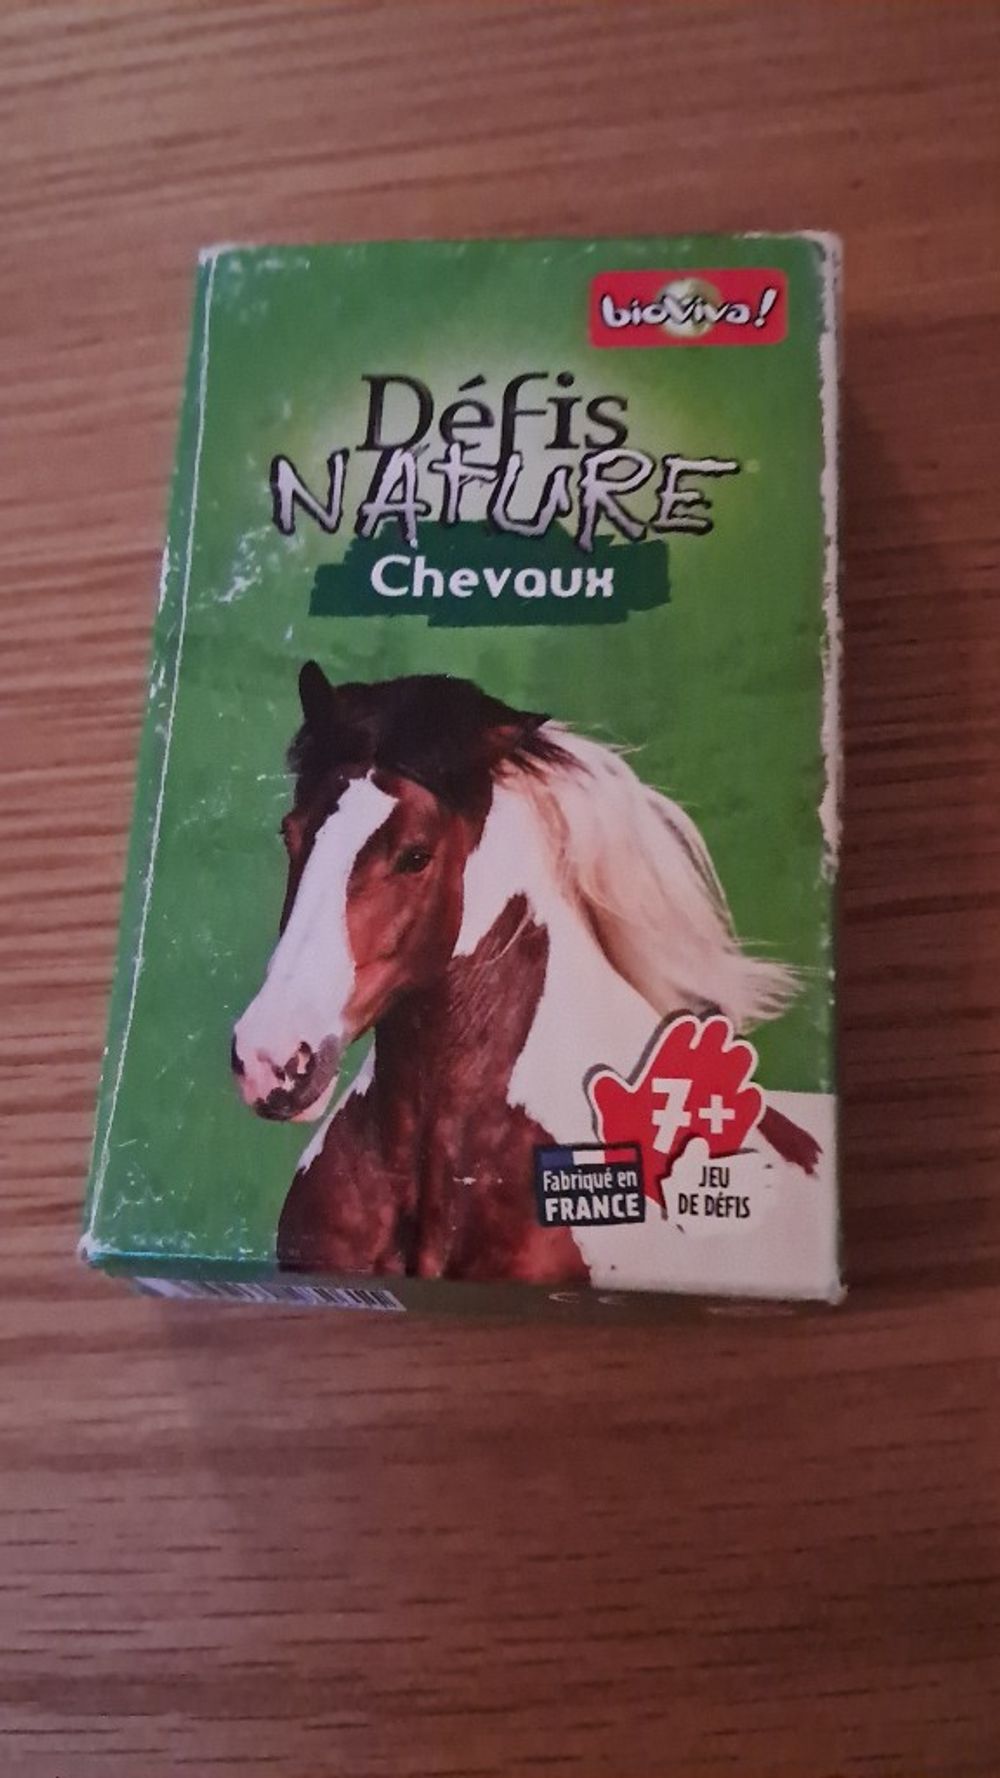 bioViva!
Défis
NATURE
Chevaux
7+
JEU
DE DÉFIS
Fabriqué en
FRANCE